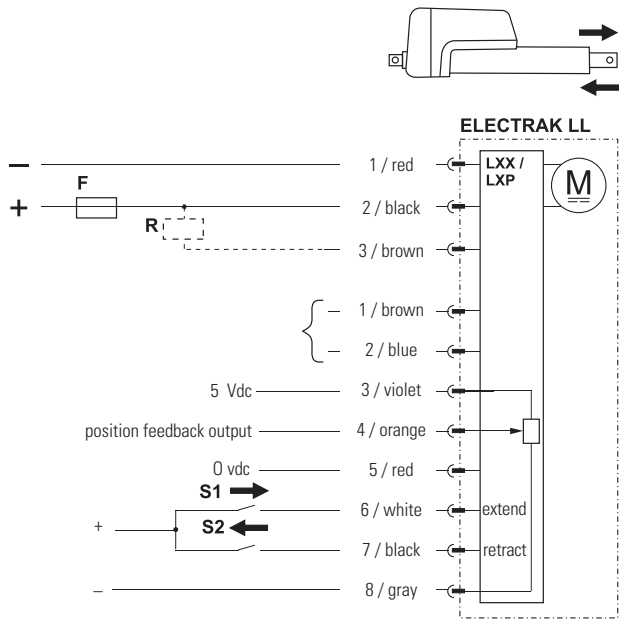 ELECTRAK LL
− 1 / red LXX /
LXP
M
F
+ 2 / black
R
3 / brown
1 / brown
2 / blue
5 Vdc 3 / violet
position feedback output 4 / orange
0 vdc 5 / red
S1
6 / white extend
+ S2
7 / black retract
– 8 / gray